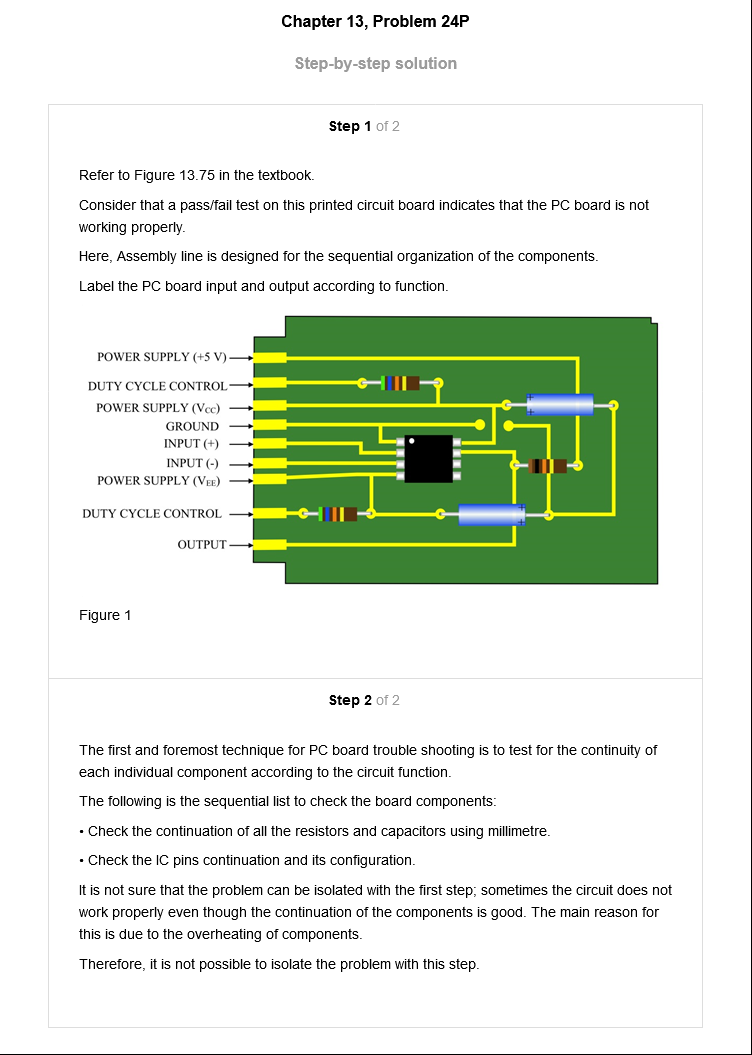 Chapter 13, Problem 24P
Step-by-step solution
Step 1 of 2
Refer to Figure 13.75 in the textbook.
Consider that a pass/fail test on this printed circuit board indicates that the PC board is not
working properly.
Here, Assembly line is designed for the sequential organization of the components.
Label the PC board input and output according to function.
POWER SUPPLY (+5 V)
DUTY CYCLE CONTROL
POWER SUPPLY (VCC)
GROUND
INPUT (+)
INPUT (-)
POWER SUPPLY (VEE)
DUTY CYCLE CONTROL
OUTPUT
Figure 1
Step 2 of 2
The first and foremost technique for PC board trouble shooting is to test for the continuity of
each individual component according to the circuit function.
The following is the sequential list to check the board components:
• Check the continuation of all the resistors and capacitors using millimetre.
• Check the IC pins continuation and its configuration.
It is not sure that the problem can be isolated with the first step; sometimes the circuit does not
work properly even though the continuation of the components is good. The main reason for
this is due to the overheating of components.
Therefore, it is not possible to isolate the problem with this step.